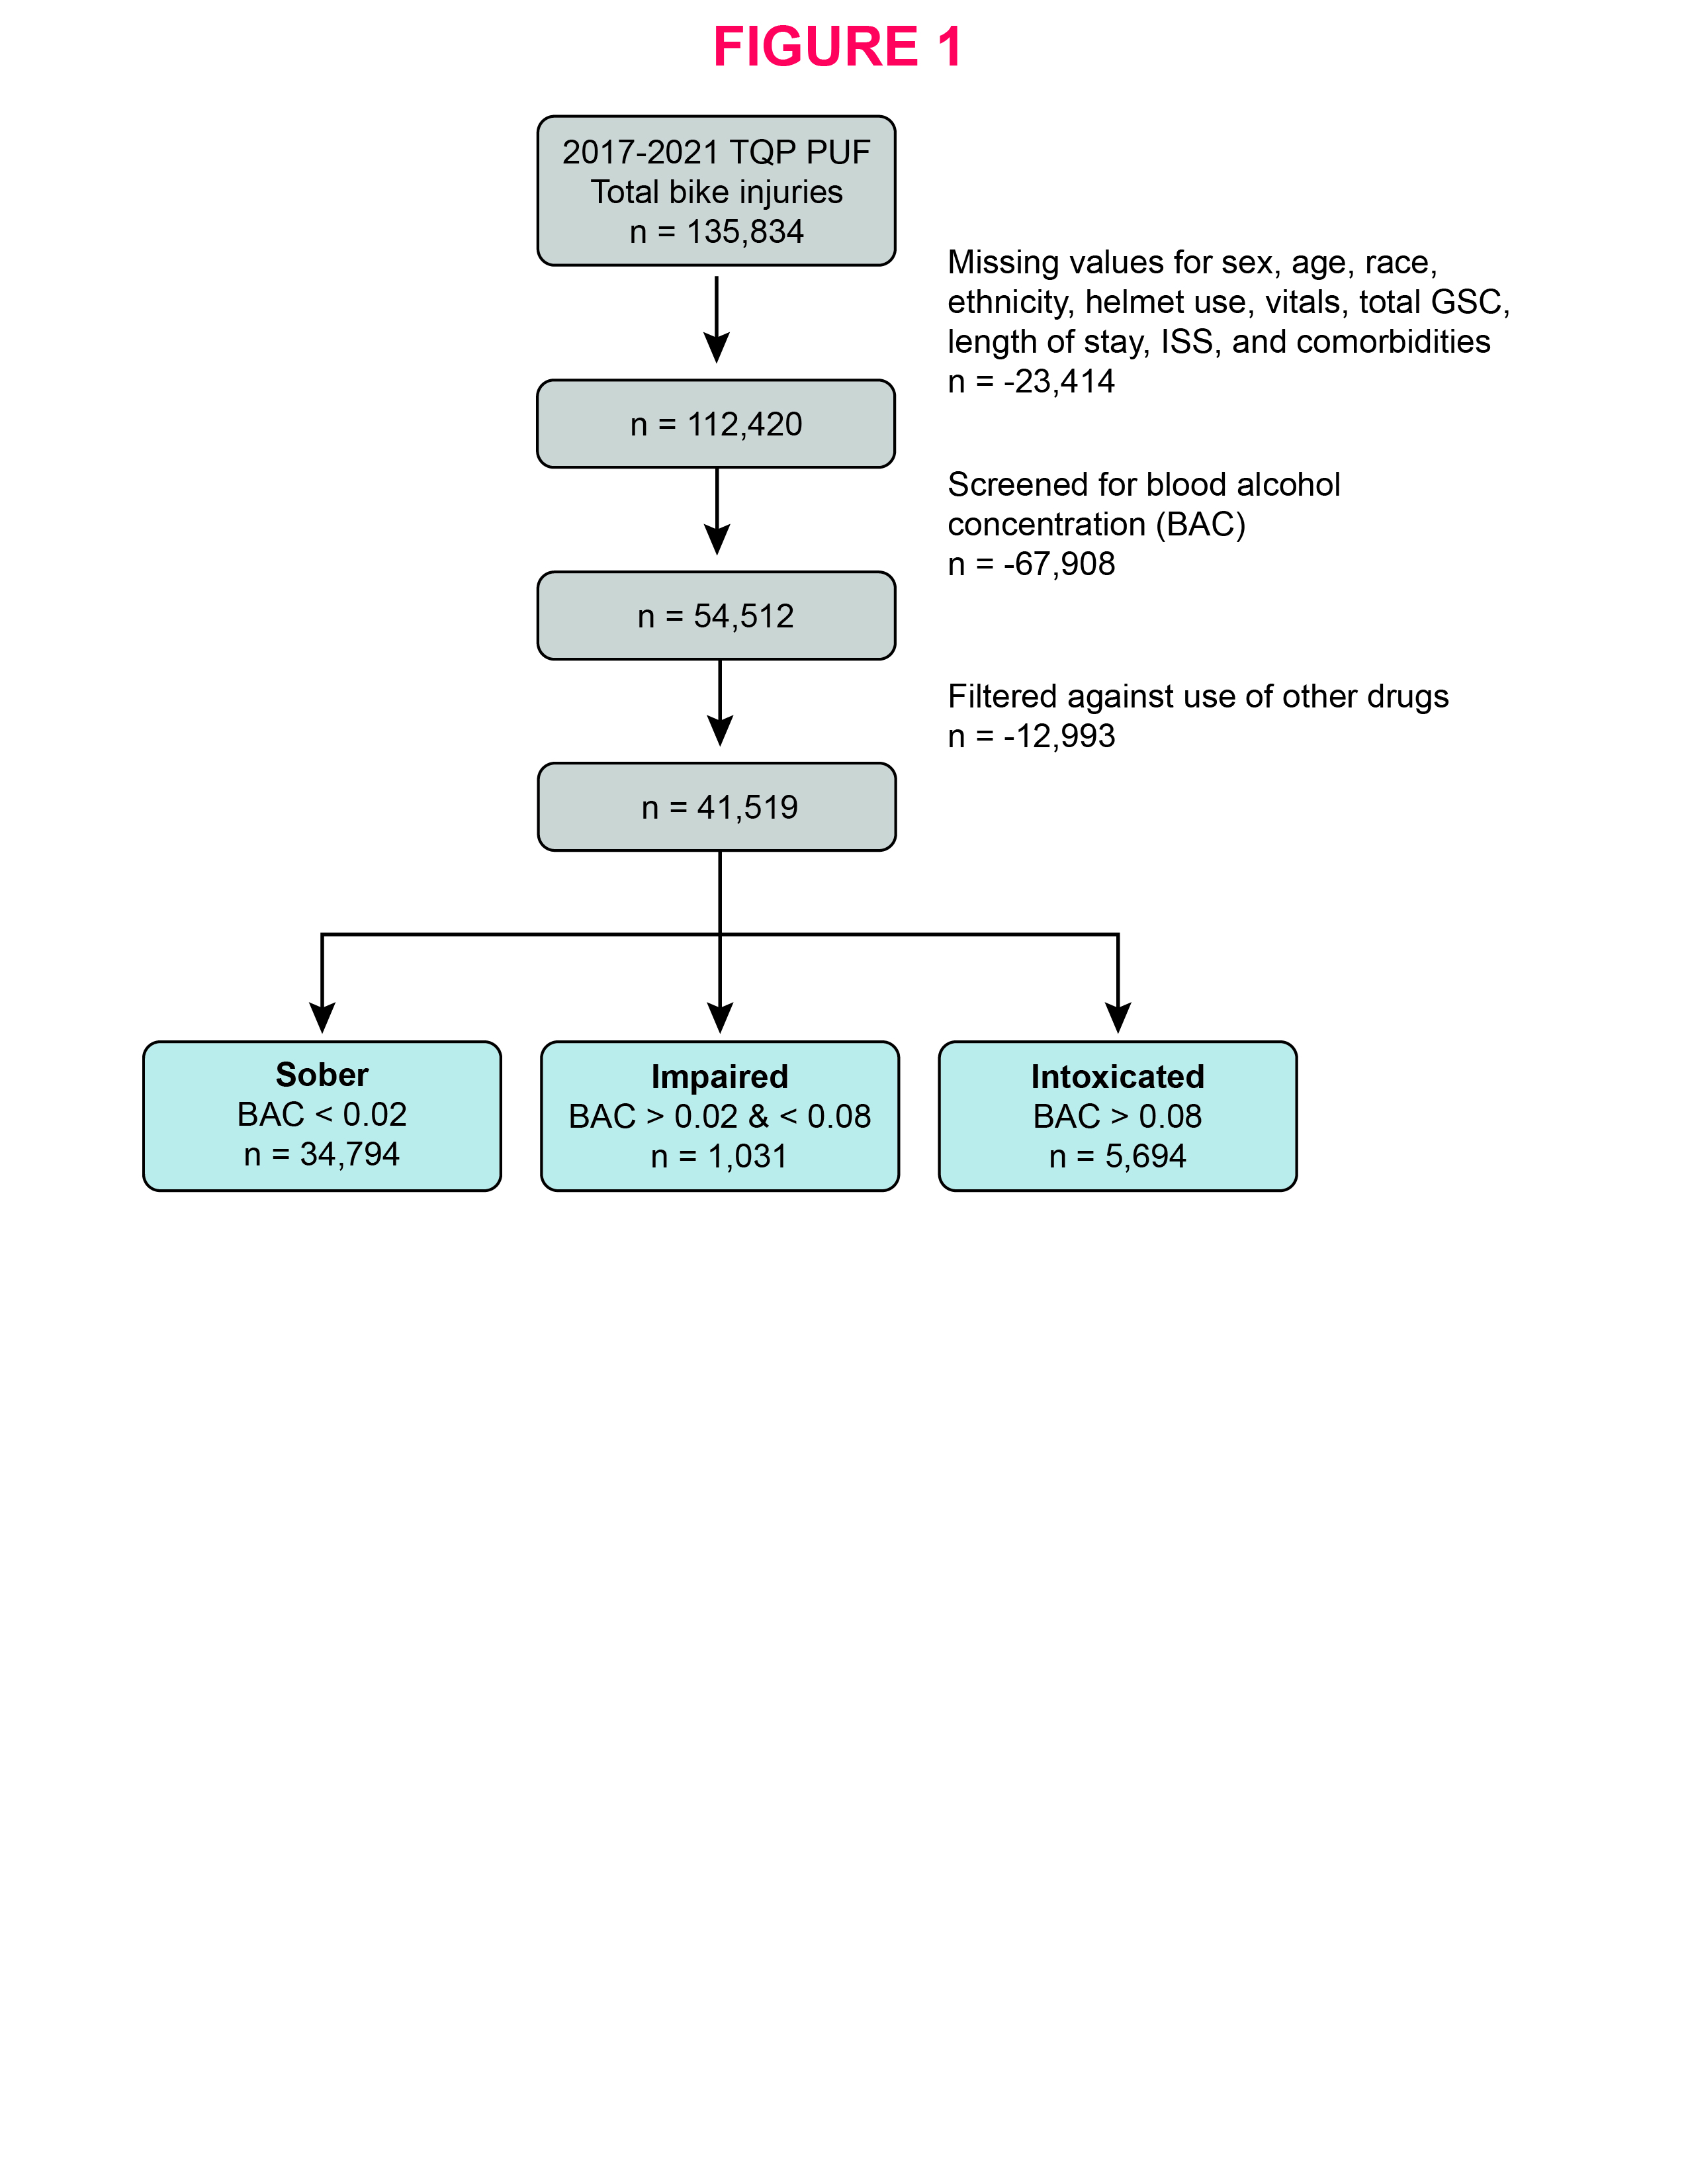 FIGURE 1
2017-2021 TQP PUF
Total bike injuries
n = 135,834
Missing values for sex, age, race,
ethnicity, helmet use, vitals, total GSC,
length of stay, ISS, and comorbidities
n = -23,414
n = 112,420
Screened for blood alcohol
concentration (BAC)
n = -67,908
n = 54,512
Filtered against use of other drugs
n = -12,993
n = 41,519
Sober
BAC < 0.02
n = 34,794
Impaired
BAC > 0.02 & < 0.08
n = 1,031
Intoxicated
BAC > 0.08
n = 5,694